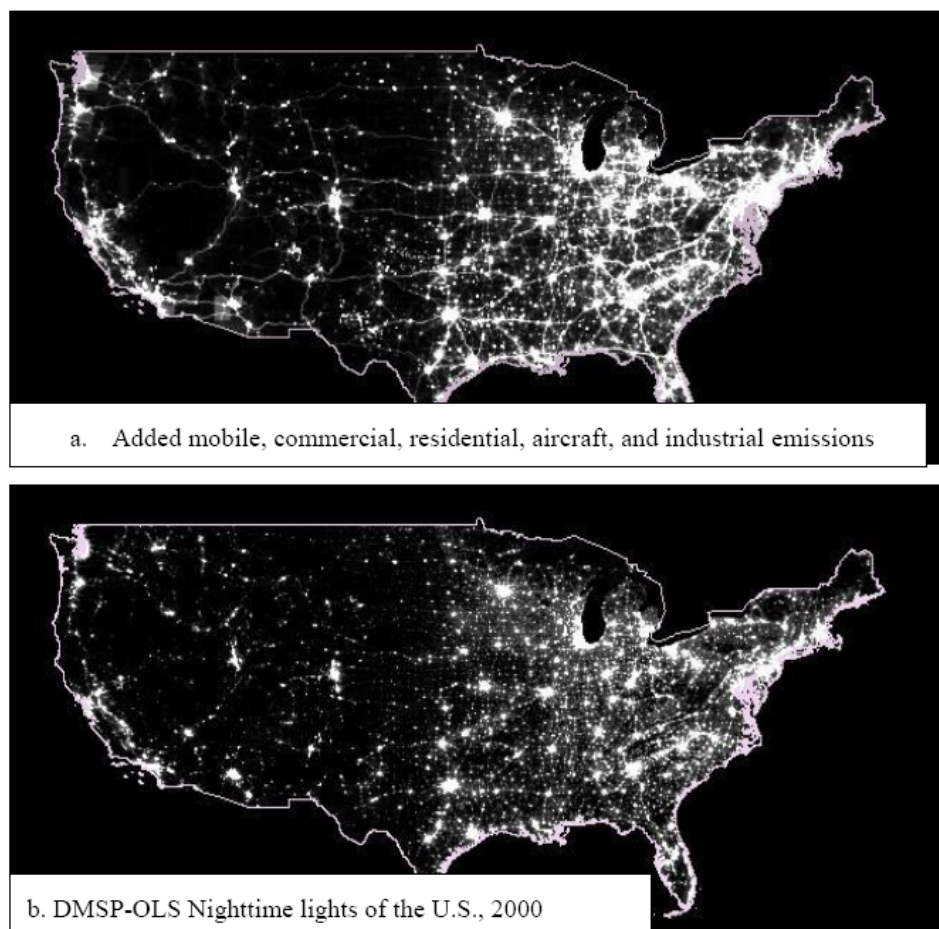 a. Added mobile, commercial, residential, aircraft, and industrial emissions
b. DMSP-OLS Nighttime lights of the U.S., 2000